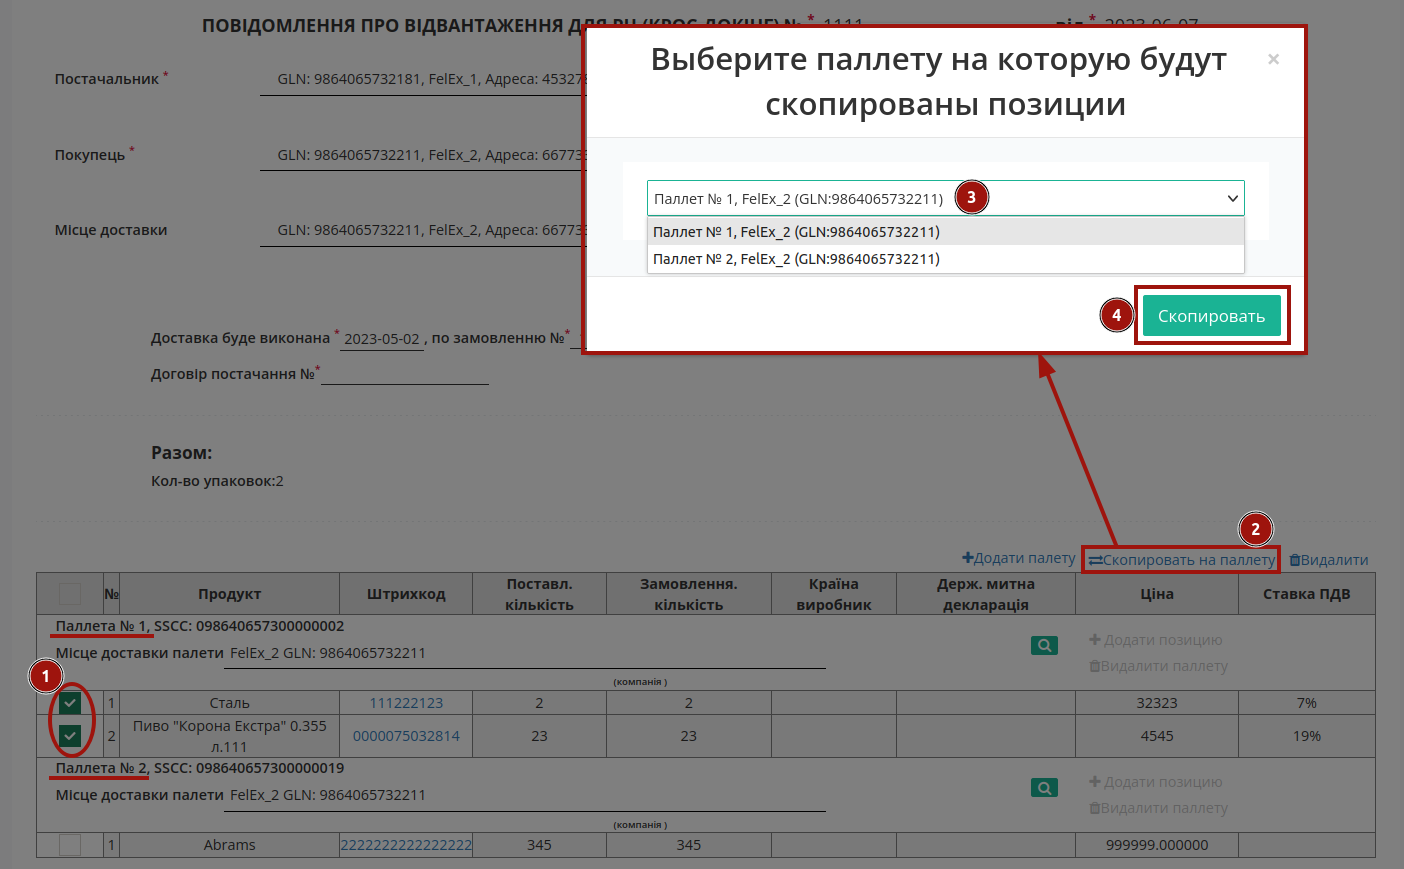 ПОВІДОМЛЕННЯ ПРО ВІДВАНТАЖЕННЯ ДЛЯ РЦ (КРОС-ДОКІНГ) № * 1111 від * 2023-06-07
Выберите паллету на которую будут
скопированы позиции
×
Постачальник * GLN: 9864065732181, FelEx_1, Адреса: 45327
Покупець * GLN: 9864065732211, FelEx_2, Адреса: 66773
Місце доставки GLN: 9864065732211, FelEx_2, Адреса: 66773
Паллет № 1, FelEx_2 (GLN:9864065732211) 3
Паллет № 1, FelEx_2 (GLN:9864065732211)
Паллет № 2, FelEx_2 (GLN:9864065732211)
4 Скопировать
Доставка буде виконана * 2023-05-02 , по замовленню № *
Договір постачання № *
Разом:
Кол-во упаковок:2
2
Додати палету Скопировать на паллету Видалити
№ Продукт Штрихкод Поставл. кількість Замовлення. кількість Країна виробник Держ. митна декларація Ціна Ставка ПДВ
Паллета № 1, SSCC: 098640657300000002
Місце доставки палети FelEx_2 GLN: 9864065732211
(компанія )
Додати позицію
Видалити паллету
1
1 Сталь 111222123 2 2 32323 7%
2 Пиво "Корона Екстра" 0.355 л.111 0000075032814 23 23 4545 19%
Паллета № 2, SSCC: 098640657300000019
Місце доставки палети FelEx_2 GLN: 9864065732211
(компанія )
Додати позицію
Видалити паллету
1 Abrams 2222222222222222 345 345 999999.000000